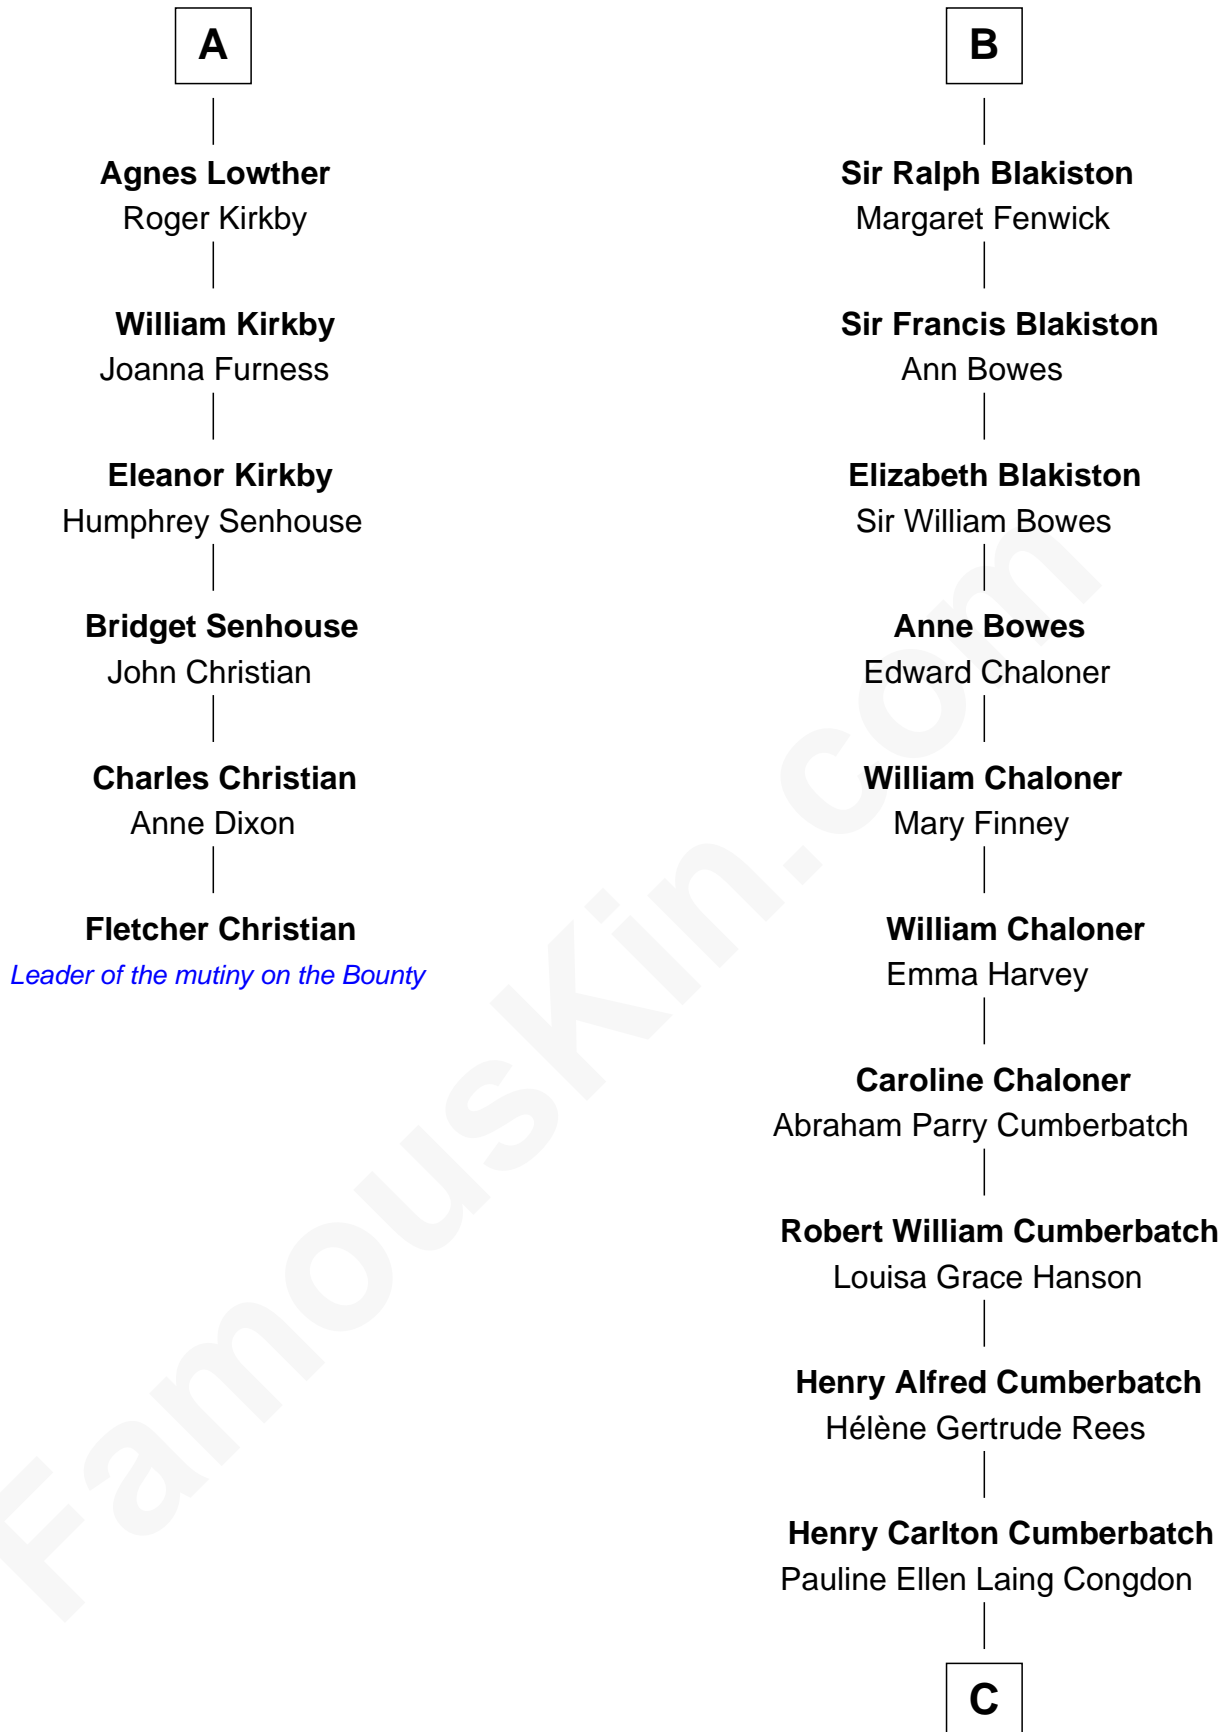 A
Agnes Lowther
Roger Kirkby
William Kirkby
Joanna Furness
Eleanor Kirkby
Humphrey Senhouse
Bridget Senhouse
John Christian
Charles Christian
Anne Dixon
Fletcher Christian
Leader of the mutiny on the Bounty
B
Sir Ralph Blakiston
Margaret Fenwick
Sir Francis Blakiston
Ann Bowes
Elizabeth Blakiston
Sir William Bowes
Anne Bowes
Edward Chaloner
William Chaloner
Mary Finney
William Chaloner
Emma Harvey
Caroline Chaloner
Abraham Parry Cumberbatch
Robert William Cumberbatch
Louisa Grace Hanson
Henry Alfred Cumberbatch
Hélène Gertrude Rees
Henry Carlton Cumberbatch
Pauline Ellen Laing Congdon
C
FamousKin.com